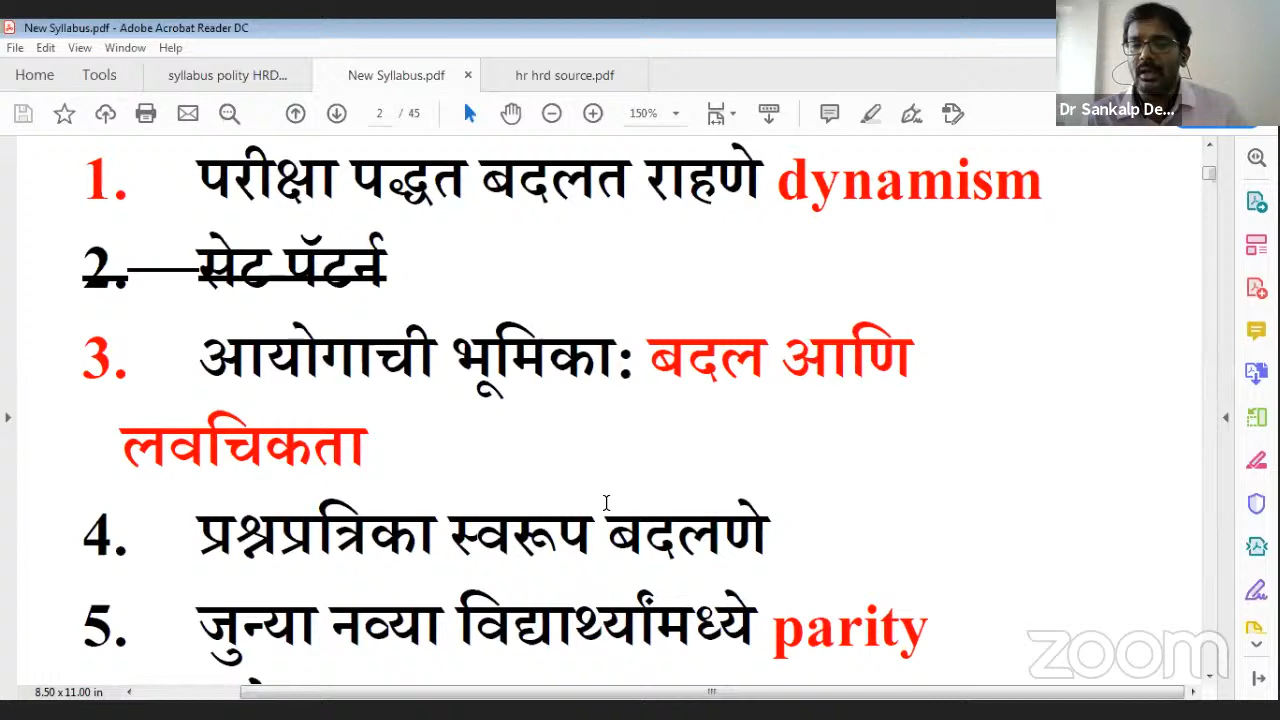 New Syllabus.pdf - Adobe Acrobat Reader DC
File Edit View Window Help
Home Tools syllabus polity HRD... New Syllabus.pdf × hr hrd source.pdf
2 / 45 150%
Dr Sankalp De...
1. परीक्षा पद्धत बदलत राहणे dynamism
2. सेट पॅटर्न
3. आयोगाची भूमिका: बदल आणि
लवचिकता
4. प्रश्नप्रत्रिका स्वरूप बदलणे
5. जुन्या नव्या विद्यार्थ्यांमध्ये parity
zoom
8.50 x 11.00 in